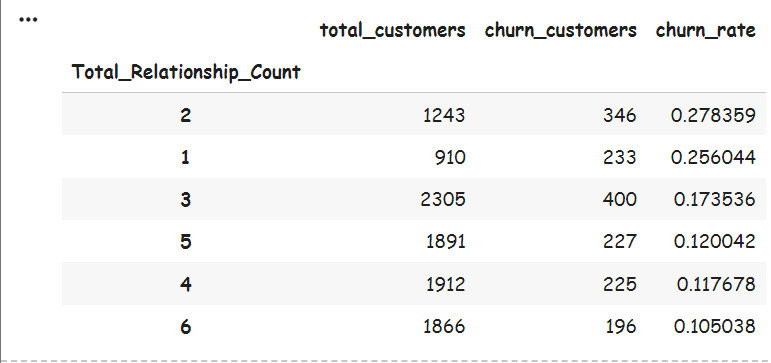 ...
total_customers churn_customers churn_rate
Total_Relationship_Count
2 1243 346 0.278359
1 910 233 0.256044
3 2305 400 0.173536
5 1891 227 0.120042
4 1912 225 0.117678
6 1866 196 0.105038